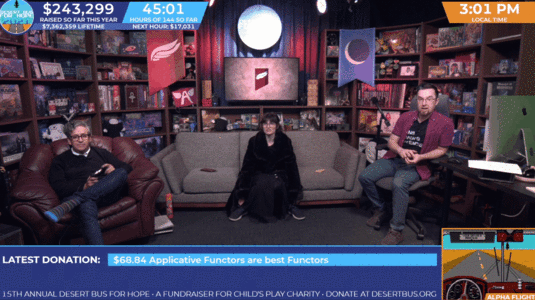 DESERT BUS
FOR HOPE
$243,299
RAISED SO FAR THIS YEAR
$7,362,359 LIFETIME
45:01
HOURS OF 144 SO FAR
NEXT HOUR: $17,031
3:01 PM
LOCAL TIME
LATEST DONATION:
$68.84 Applicative Functors are best Functors
15TH ANNUAL DESERT BUS FOR HOPE • A FUNDRAISER FOR CHILD'S PLAY CHARITY • DONATE AT DESERTBUS.ORG
ALPHA FLIGHT